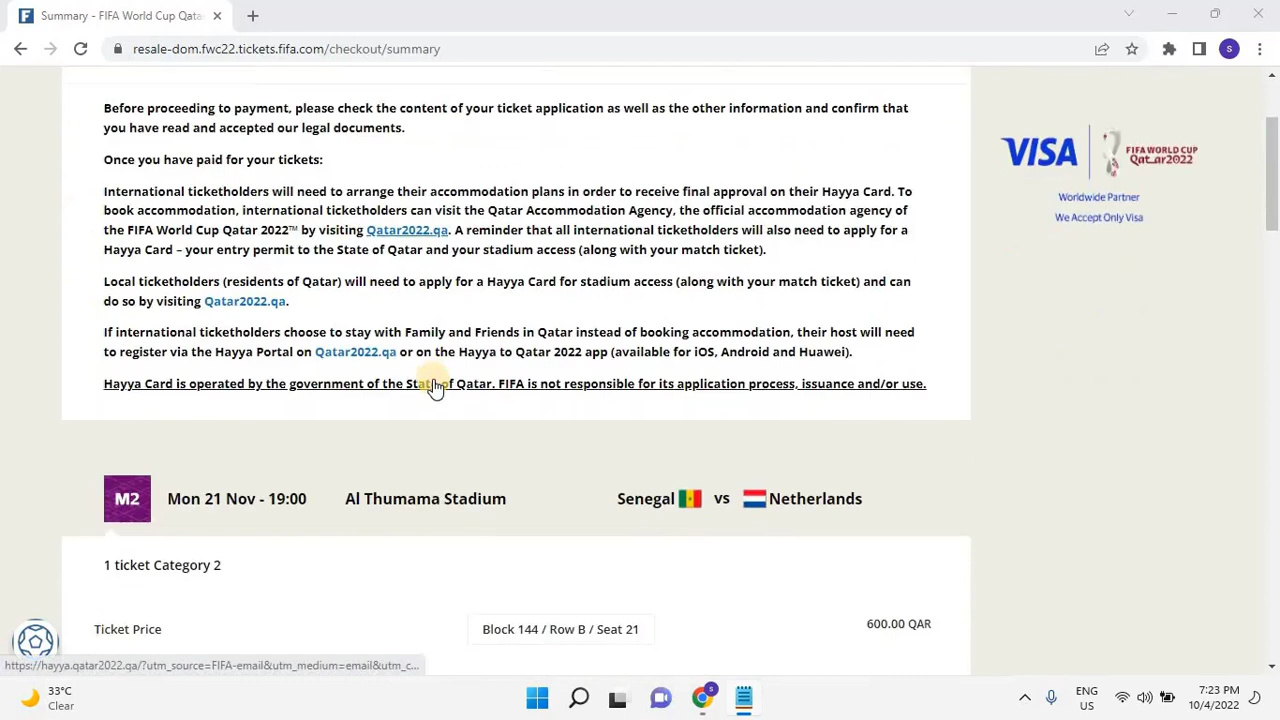 Summary - FIFA World Cup Qata
resale-dom.fwc22.tickets.fifa.com/checkout/summary
s
Before proceeding to payment, please check the content of your ticket application as well as the other information and confirm that
you have read and accepted our legal documents.
Once you have paid for your tickets:
International ticketholders will need to arrange their accommodation plans in order to receive final approval on their Hayya Card. To
book accommodation, international ticketholders can visit the Qatar Accommodation Agency, the official accommodation agency of
the FIFA World Cup Qatar 2022™ by visiting Qatar2022.qa. A reminder that all international ticketholders will also need to apply for a
Hayya Card – your entry permit to the State of Qatar and your stadium access (along with your match ticket).
Local ticketholders (residents of Qatar) will need to apply for a Hayya Card for stadium access (along with your match ticket) and can
do so by visiting Qatar2022.qa.
If international ticketholders choose to stay with Family and Friends in Qatar instead of booking accommodation, their host will need
to register via the Hayya Portal on Qatar2022.qa or on the Hayya to Qatar 2022 app (available for iOS, Android and Huawei).
Hayya Card is operated by the government of the State of Qatar. FIFA is not responsible for its application process, issuance and/or use.
VISA
FIFA WORLD CUP
Qatar2022
Worldwide Partner
We Accept Only Visa
M2 Mon 21 Nov - 19:00 Al Thumama Stadium Senegal vs Netherlands
1 ticket Category 2
Ticket Price Block 144 / Row B / Seat 21 600.00 QAR
https://hayya.qatar2022.qa/?utm_source=FIFA-email&utm_medium=email&utm_c...
33°C
Clear
ENG
US
7:23 PM
10/4/2022